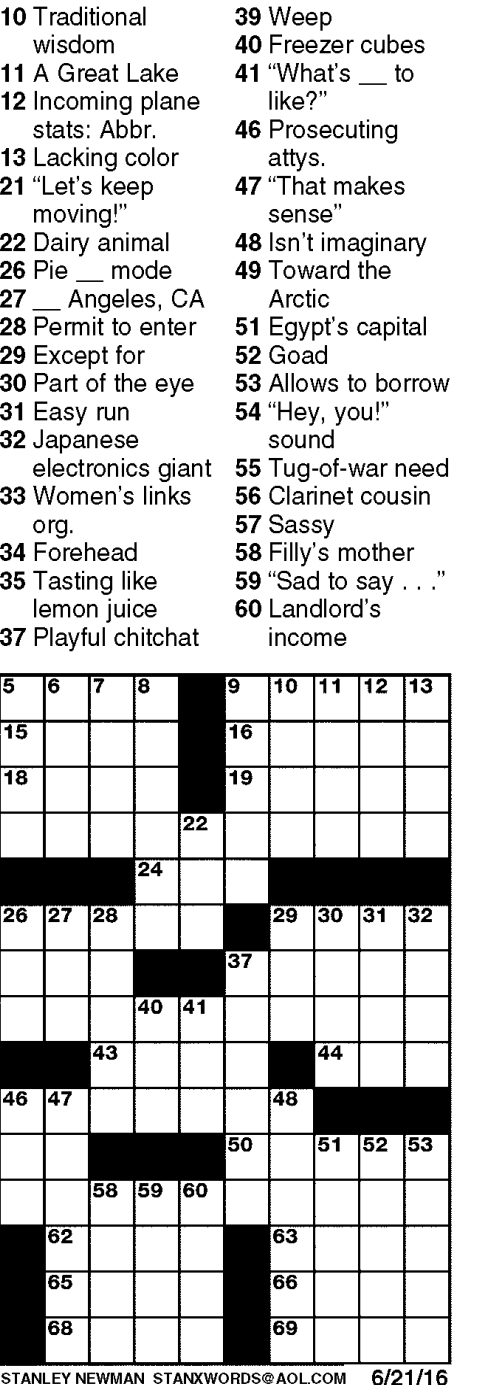 10 Traditional
wisdom
11 A Great Lake
12 Incoming plane
stats: Abbr.
13 Lacking color
21 “Let’s keep
moving!”
22 Dairy animal
26 Pie __ mode
27 __ Angeles, CA
28 Permit to enter
29 Except for
30 Part of the eye
31 Easy run
32 Japanese
electronics giant
33 Women’s links
org.
34 Forehead
35 Tasting like
lemon juice
37 Playful chitchat
39 Weep
40 Freezer cubes
41 “What’s __ to
like?”
46 Prosecuting
attys.
47 “That makes
sense”
48 Isn’t imaginary
49 Toward the
Arctic
51 Egypt’s capital
52 Goad
53 Allows to borrow
54 “Hey, you!”
sound
55 Tug-of-war need
56 Clarinet cousin
57 Sassy
58 Filly’s mother
59 “Sad to say . . .”
60 Landlord’s
income
5 6 7 8 9 10 11 12 13
15 16
18 19
22
24
26 27 28 29 30 31 32
37
40 41
43 44
46 47 48
50 51 52 53
58 59 60
62 63
65 66
68 69
STANLEY NEWMAN STANXWORDS@AOL.COM 6/21/16